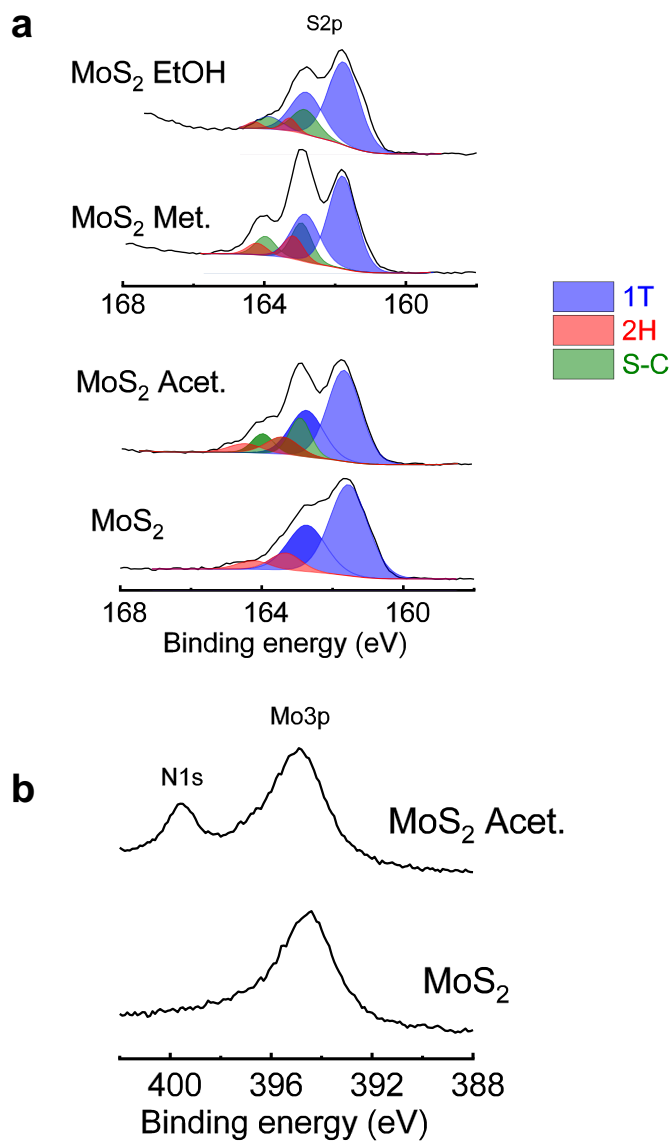 a
S2p
MoS2 EtOH
MoS2 Met.
168 164 160
1T
2H
S-C
MoS2 Acet.
MoS2
168 164 160
Binding energy (eV)
b
Mo3p
N1s
MoS2 Acet.
MoS2
400 396 392 388
Binding energy (eV)